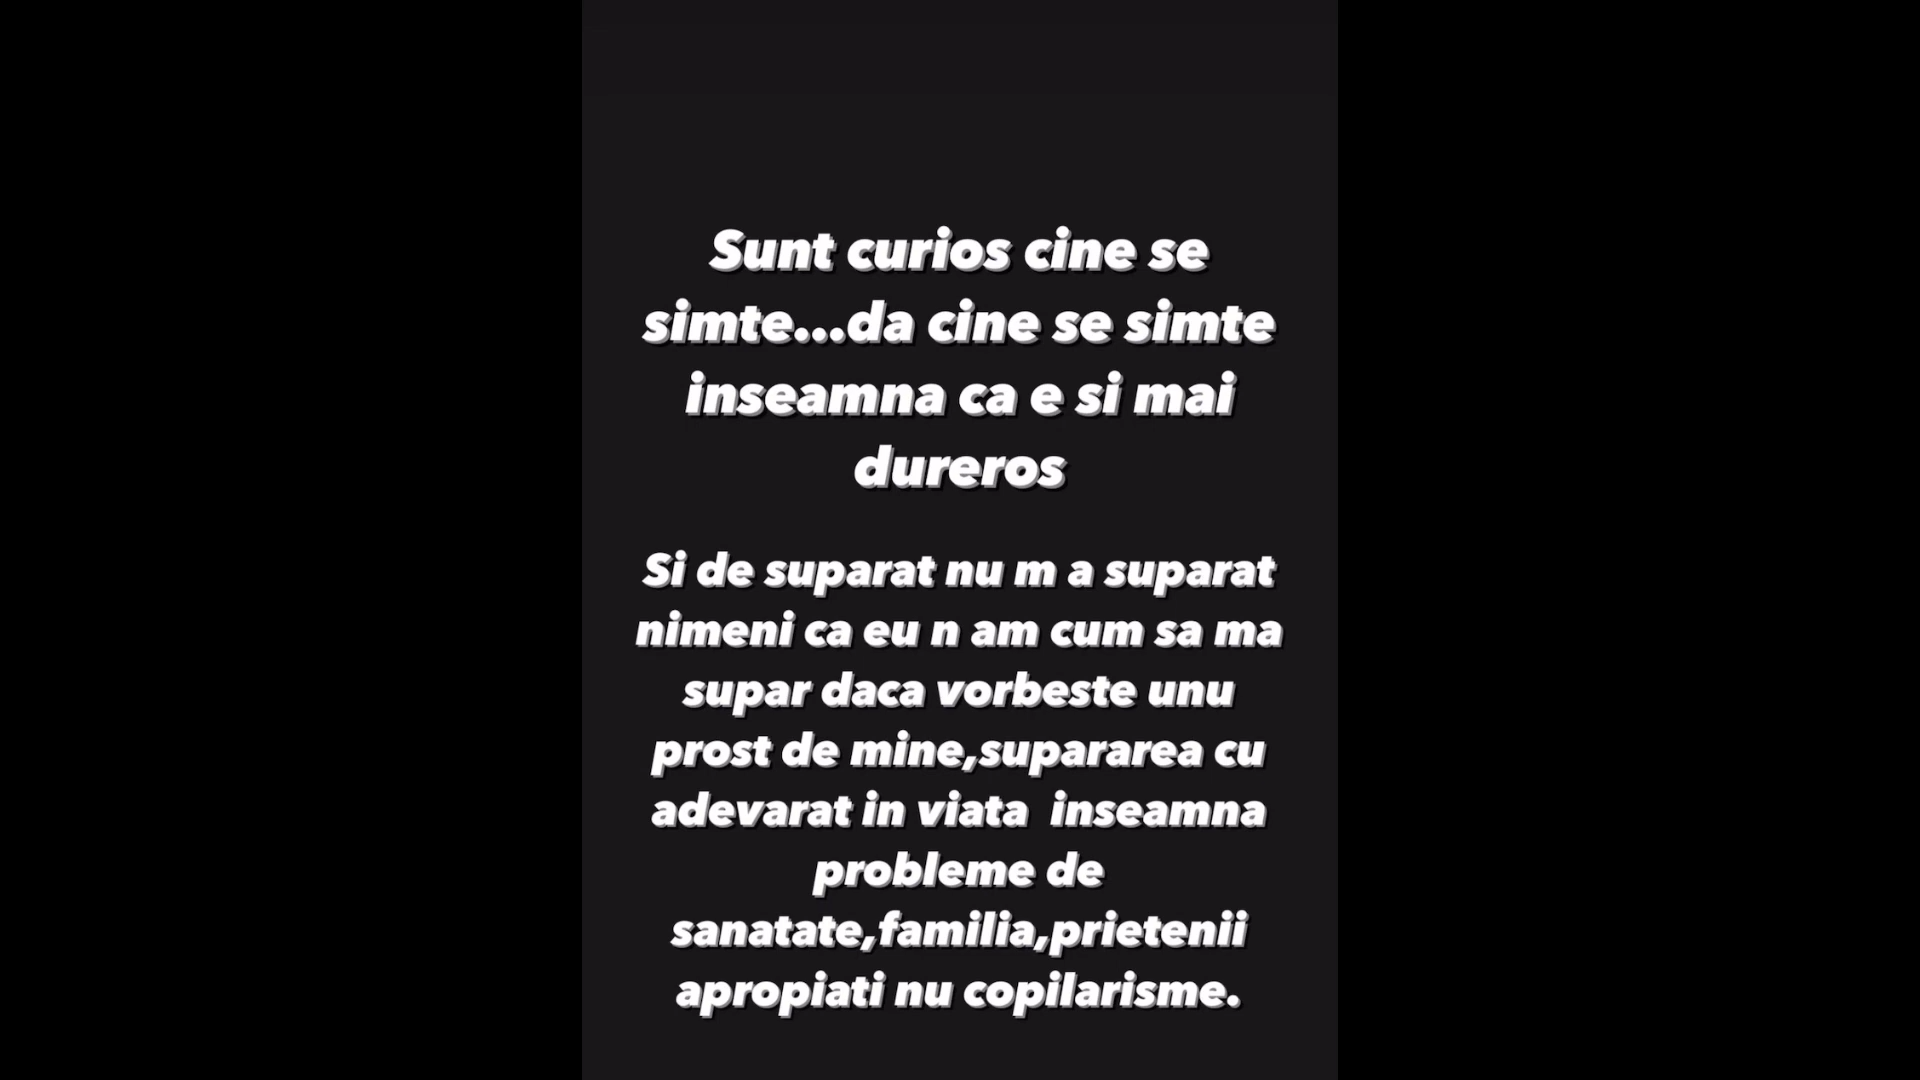 Sunt curios cine se
simte...da cine se simte
inseamna ca e si mai
dureros
Si de suparat nu m a suparat
nimeni ca eu n am cum sa ma
supar daca vorbeste unu
prost de mine,supararea cu
adevarat in viata  inseamna
probleme de
sanatate,familia,prietenii
apropiati nu copilarisme.